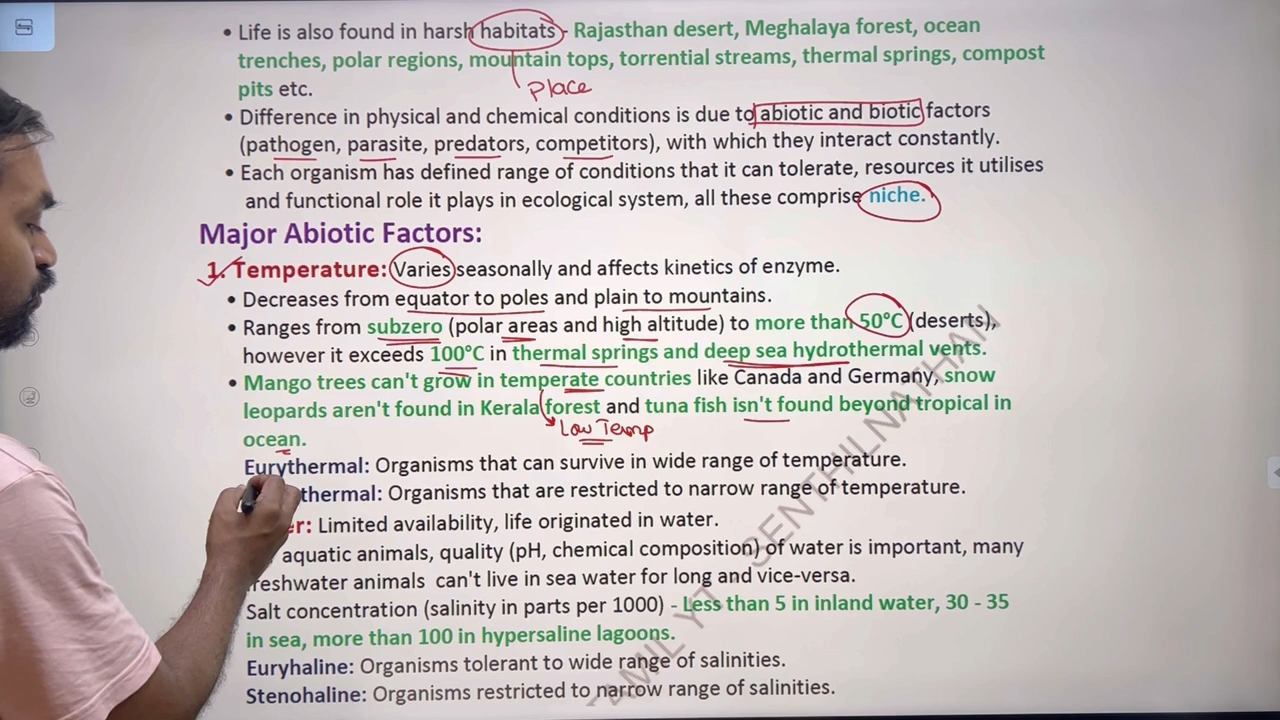 • Life is also found in harsh habitats - Rajasthan desert, Meghalaya forest, ocean
trenches, polar regions, mountain tops, torrential streams, thermal springs, compost
pits etc.
Place
• Difference in physical and chemical conditions is due to abiotic and biotic factors
(pathogen, parasite, predators, competitors), with which they interact constantly.
• Each organism has defined range of conditions that it can tolerate, resources it utilises
and functional role it plays in ecological system, all these comprise niche.
Major Abiotic Factors:
1. Temperature: Varies seasonally and affects kinetics of enzyme.
• Decreases from equator to poles and plain to mountains.
• Ranges from subzero (polar areas and high altitude) to more than 50°C (deserts),
however it exceeds 100°C in thermal springs and deep sea hydrothermal vents.
• Mango trees can't grow in temperate countries like Canada and Germany, snow
leopards aren't found in Kerala forest and tuna fish isn't found beyond tropical in
Low Temp
ocean.
Eurythermal: Organisms that can survive in wide range of temperature.
thermal: Organisms that are restricted to narrow range of temperature.
er: Limited availability, life originated in water.
aquatic animals, quality (pH, chemical composition) of water is important, many
freshwater animals can't live in sea water for long and vice-versa.
Salt concentration (salinity in parts per 1000) - Less than 5 in inland water, 30 - 35
in sea, more than 100 in hypersaline lagoons.
Euryhaline: Organisms tolerant to wide range of salinities.
Stenohaline: Organisms restricted to narrow range of salinities.
TAMIL YT SENTHILNATHAN